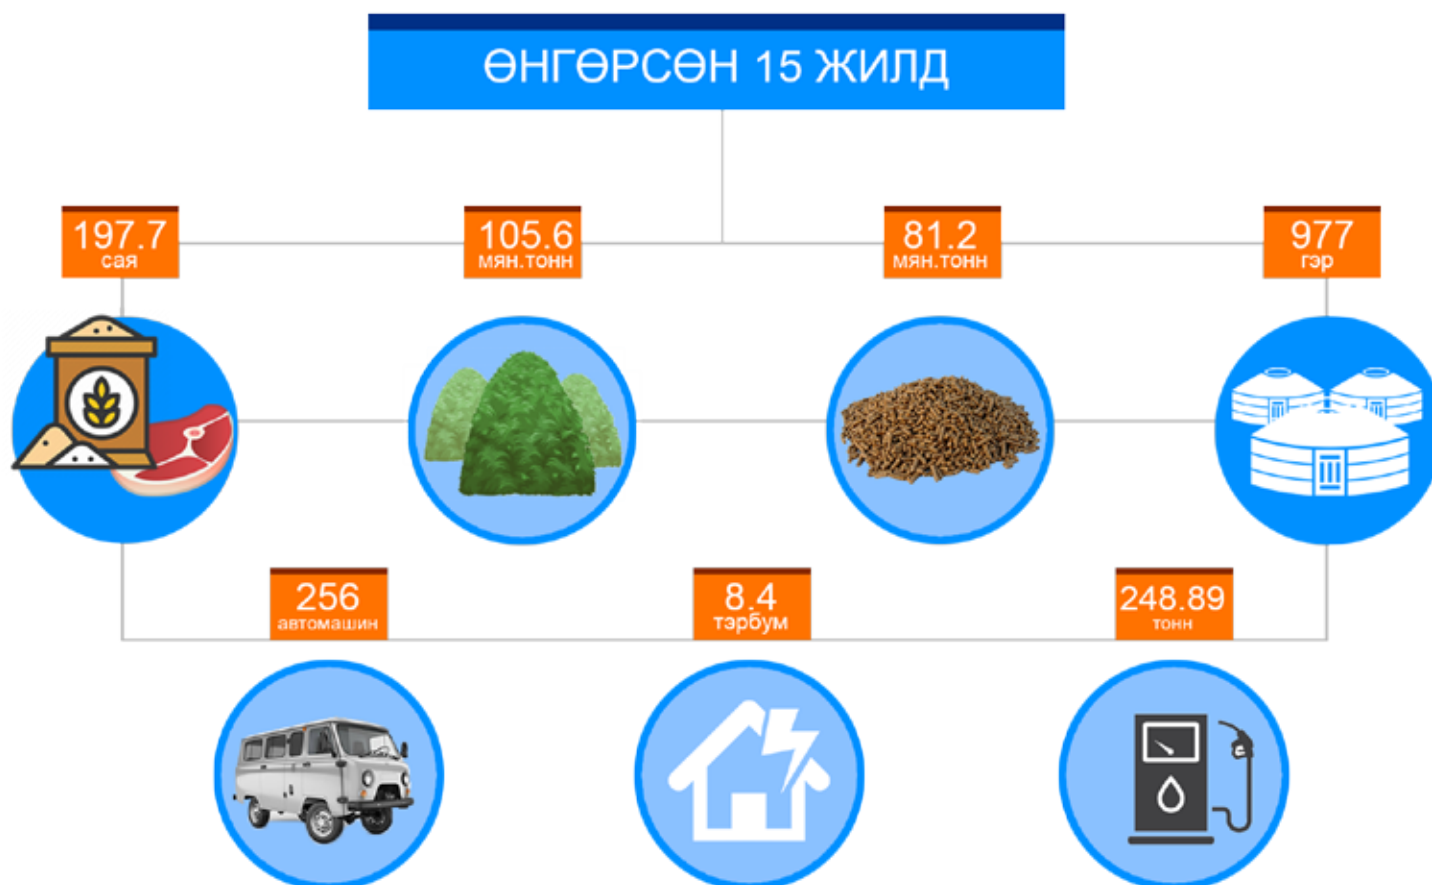 ӨНГӨРСӨН 15 ЖИЛД
197.7
сая
105.6
мян.тонн
81.2
мян.тонн
977
гэр
256
автомашин
8.4
тэрбум
248.89
тонн